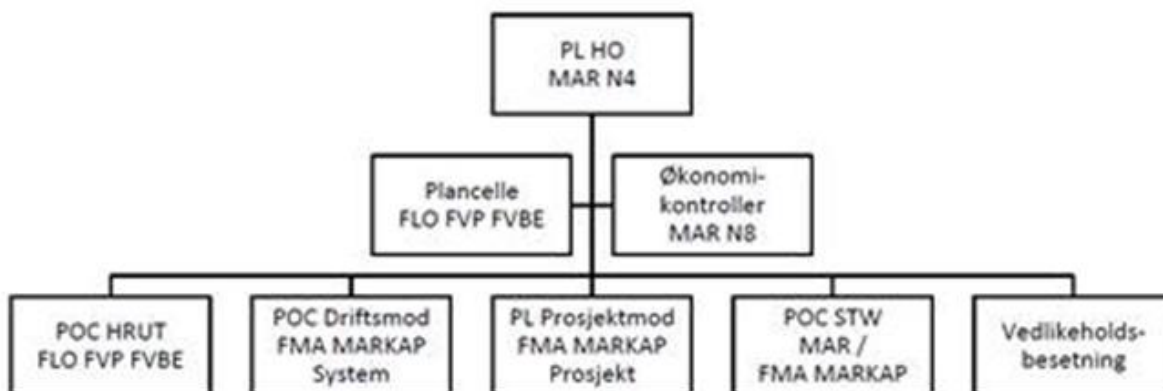 PL HO
MAR N4
Plancelle
FLO FVP FVBE
Økonomi-
kontroller
MAR N8
POC HRUT
FLO FVP FVBE
POC Driftsmod
FMA MARKAP
System
PL Prosjektmod
FMA MARKAP
Prosjekt
POC STW
MAR /
FMA MARKAP
Vedlikeholds-
besetning